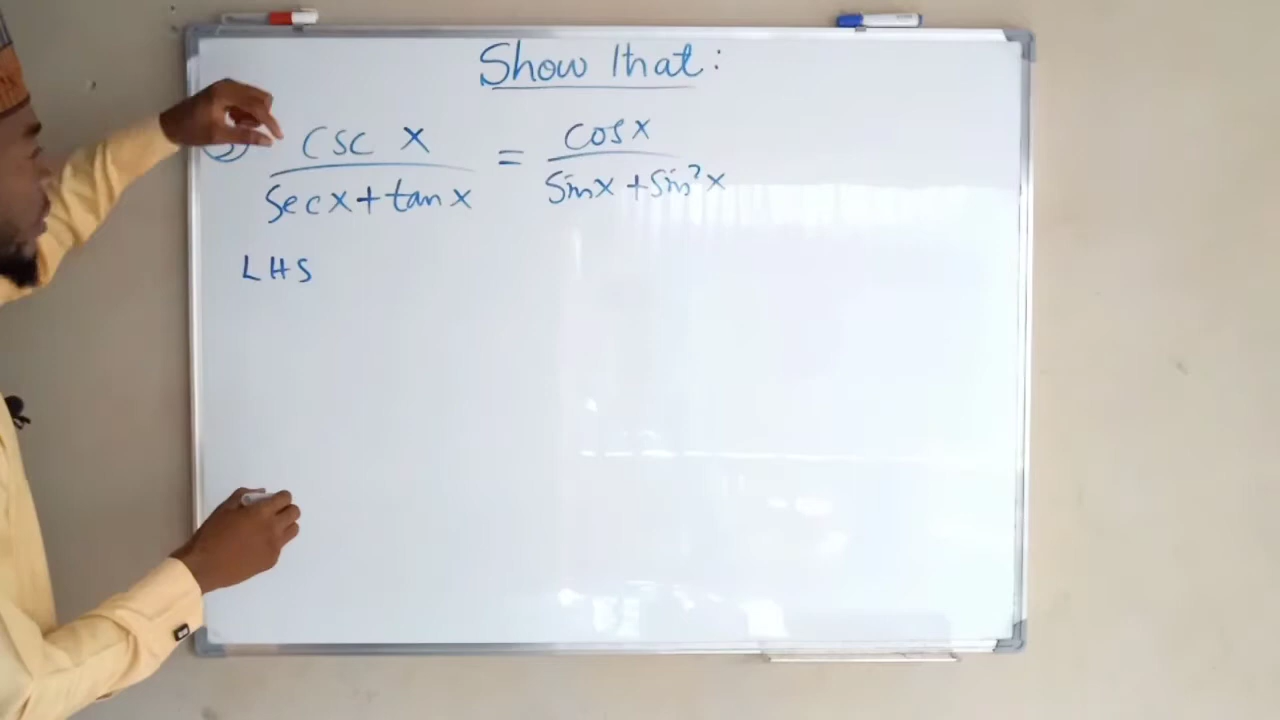 Show that:
csc x / sec x + tan x = cos x / sin x + sin² x
LHS